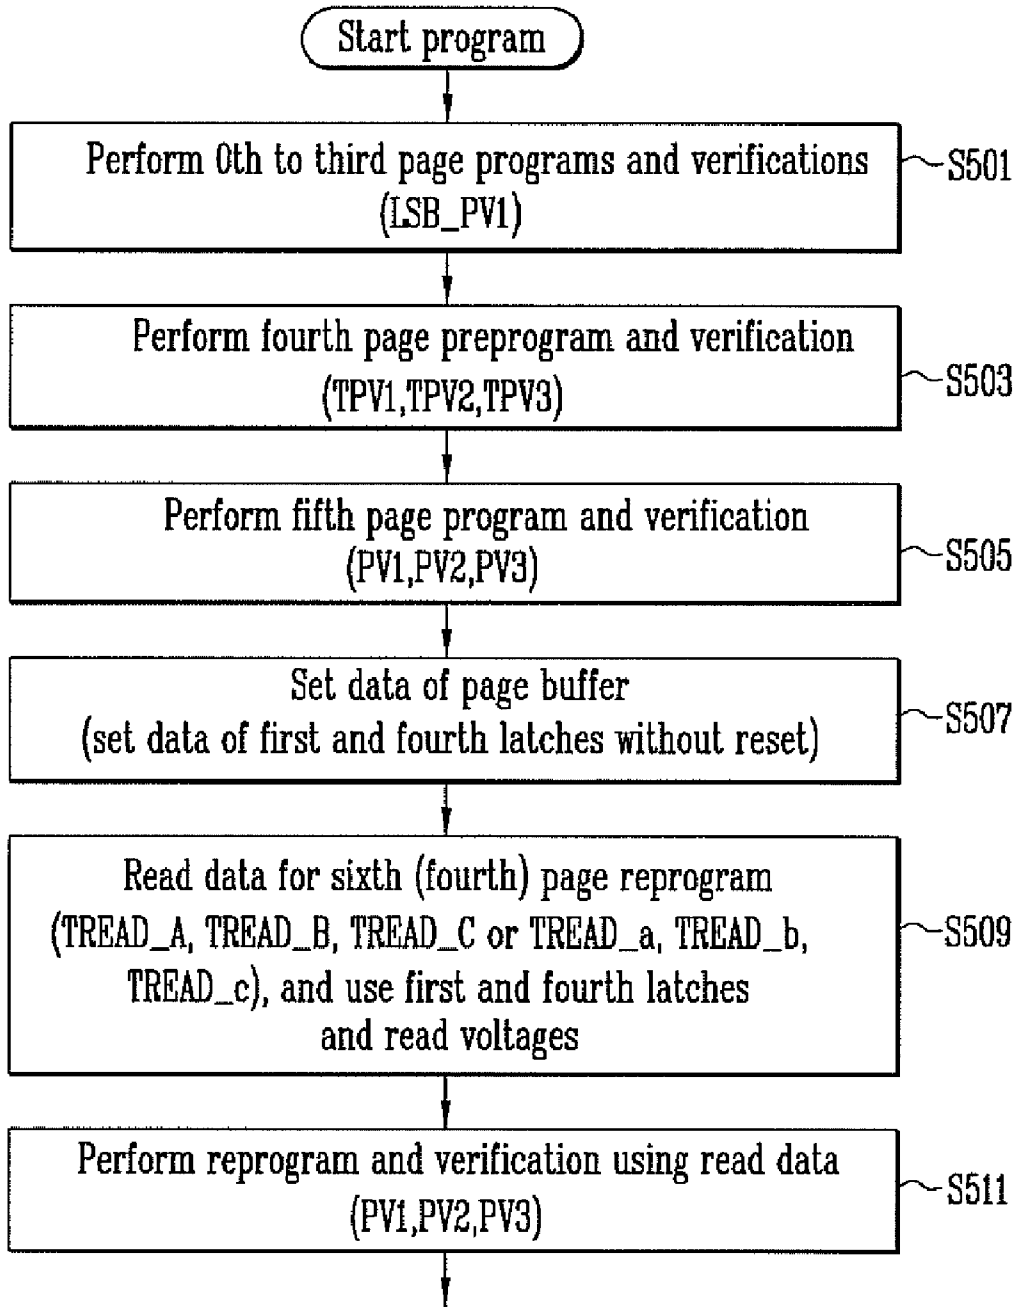 Start program
Perform 0th to third page programs and verifications
(LSB_PV1)
S501
Perform fourth page preprogram and verification
(TPV1,TPV2,TPV3)
S503
Perform fifth page program and verification
(PV1,PV2,PV3)
S505
Set data of page buffer
(set data of first and fourth latches without reset)
S507
Read data for sixth (fourth) page reprogram
(TREAD_A, TREAD_B, TREAD_C or TREAD_a, TREAD_b,
TREAD_c), and use first and fourth latches
and read voltages
S509
Perform reprogram and verification using read data
(PV1,PV2,PV3)
S511